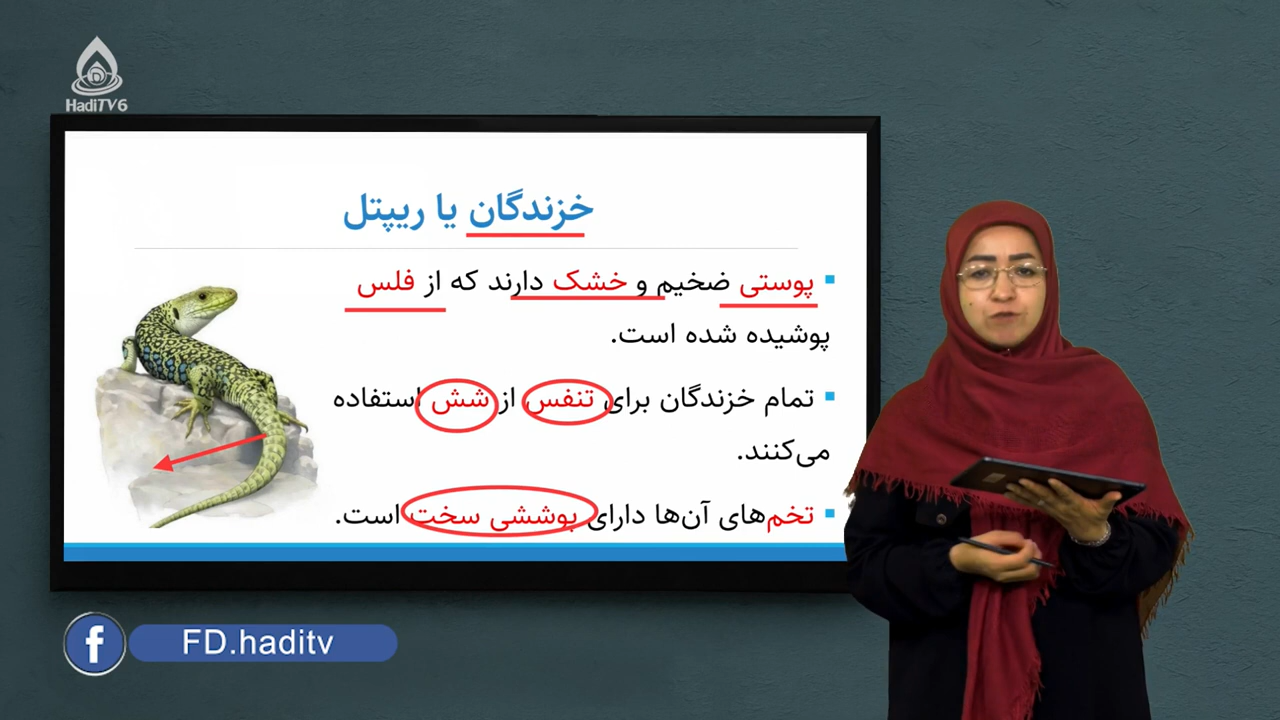 HadiTV6
خزندگان یا ریپتل
پوستی ضخیم و خشک دارند که از فلس
پوشیده شده است.
تمام خزندگان برای تنفس از شش استفاده
می‌کنند.
تخم‌های آن‌ها دارای پوششی سخت است.
f FD.haditv